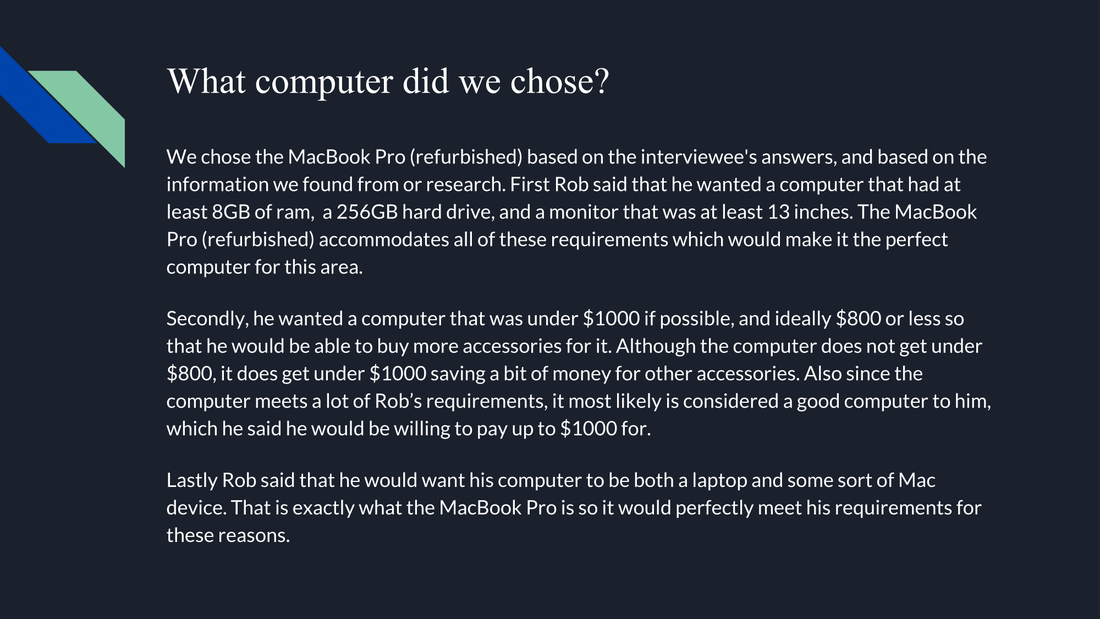 What computer did we chose?
We chose the MacBook Pro (refurbished) based on the interviewee's answers, and based on the
information we found from or research. First Rob said that he wanted a computer that had at
least 8GB of ram,  a 256GB hard drive, and a monitor that was at least 13 inches. The MacBook
Pro (refurbished) accommodates all of these requirements which would make it the perfect
computer for this area.
Secondly, he wanted a computer that was under $1000 if possible, and ideally $800 or less so
that he would be able to buy more accessories for it. Although the computer does not get under
$800, it does get under $1000 saving a bit of money for other accessories. Also since the
computer meets a lot of Rob’s requirements, it most likely is considered a good computer to him,
which he said he would be willing to pay up to $1000 for.
Lastly Rob said that he would want his computer to be both a laptop and some sort of Mac
device. That is exactly what the MacBook Pro is so it would perfectly meet his requirements for
these reasons.